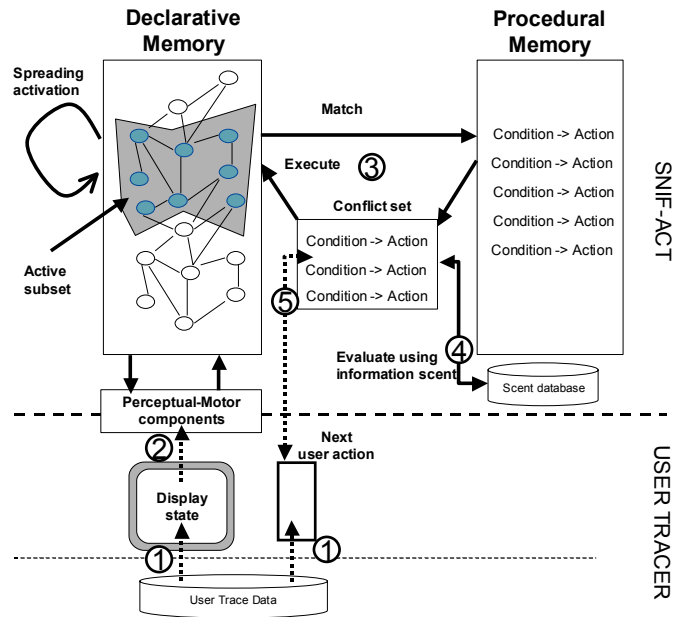 Declarative
Memory
Procedural
Memory
Spreading
activation
Match
Execute
③
Condition -> Action
Condition -> Action
Condition -> Action
Condition -> Action
Condition -> Action
SNIF-ACT
Conflict set
Condition -> Action
Condition -> Action
Condition -> Action
Active
subset
⑤
④
Evaluate using
information scent
Scent database
Perceptual-Motor
components
②
Next
user action
Display
state
①
①
User Trace Data
USER TRACER